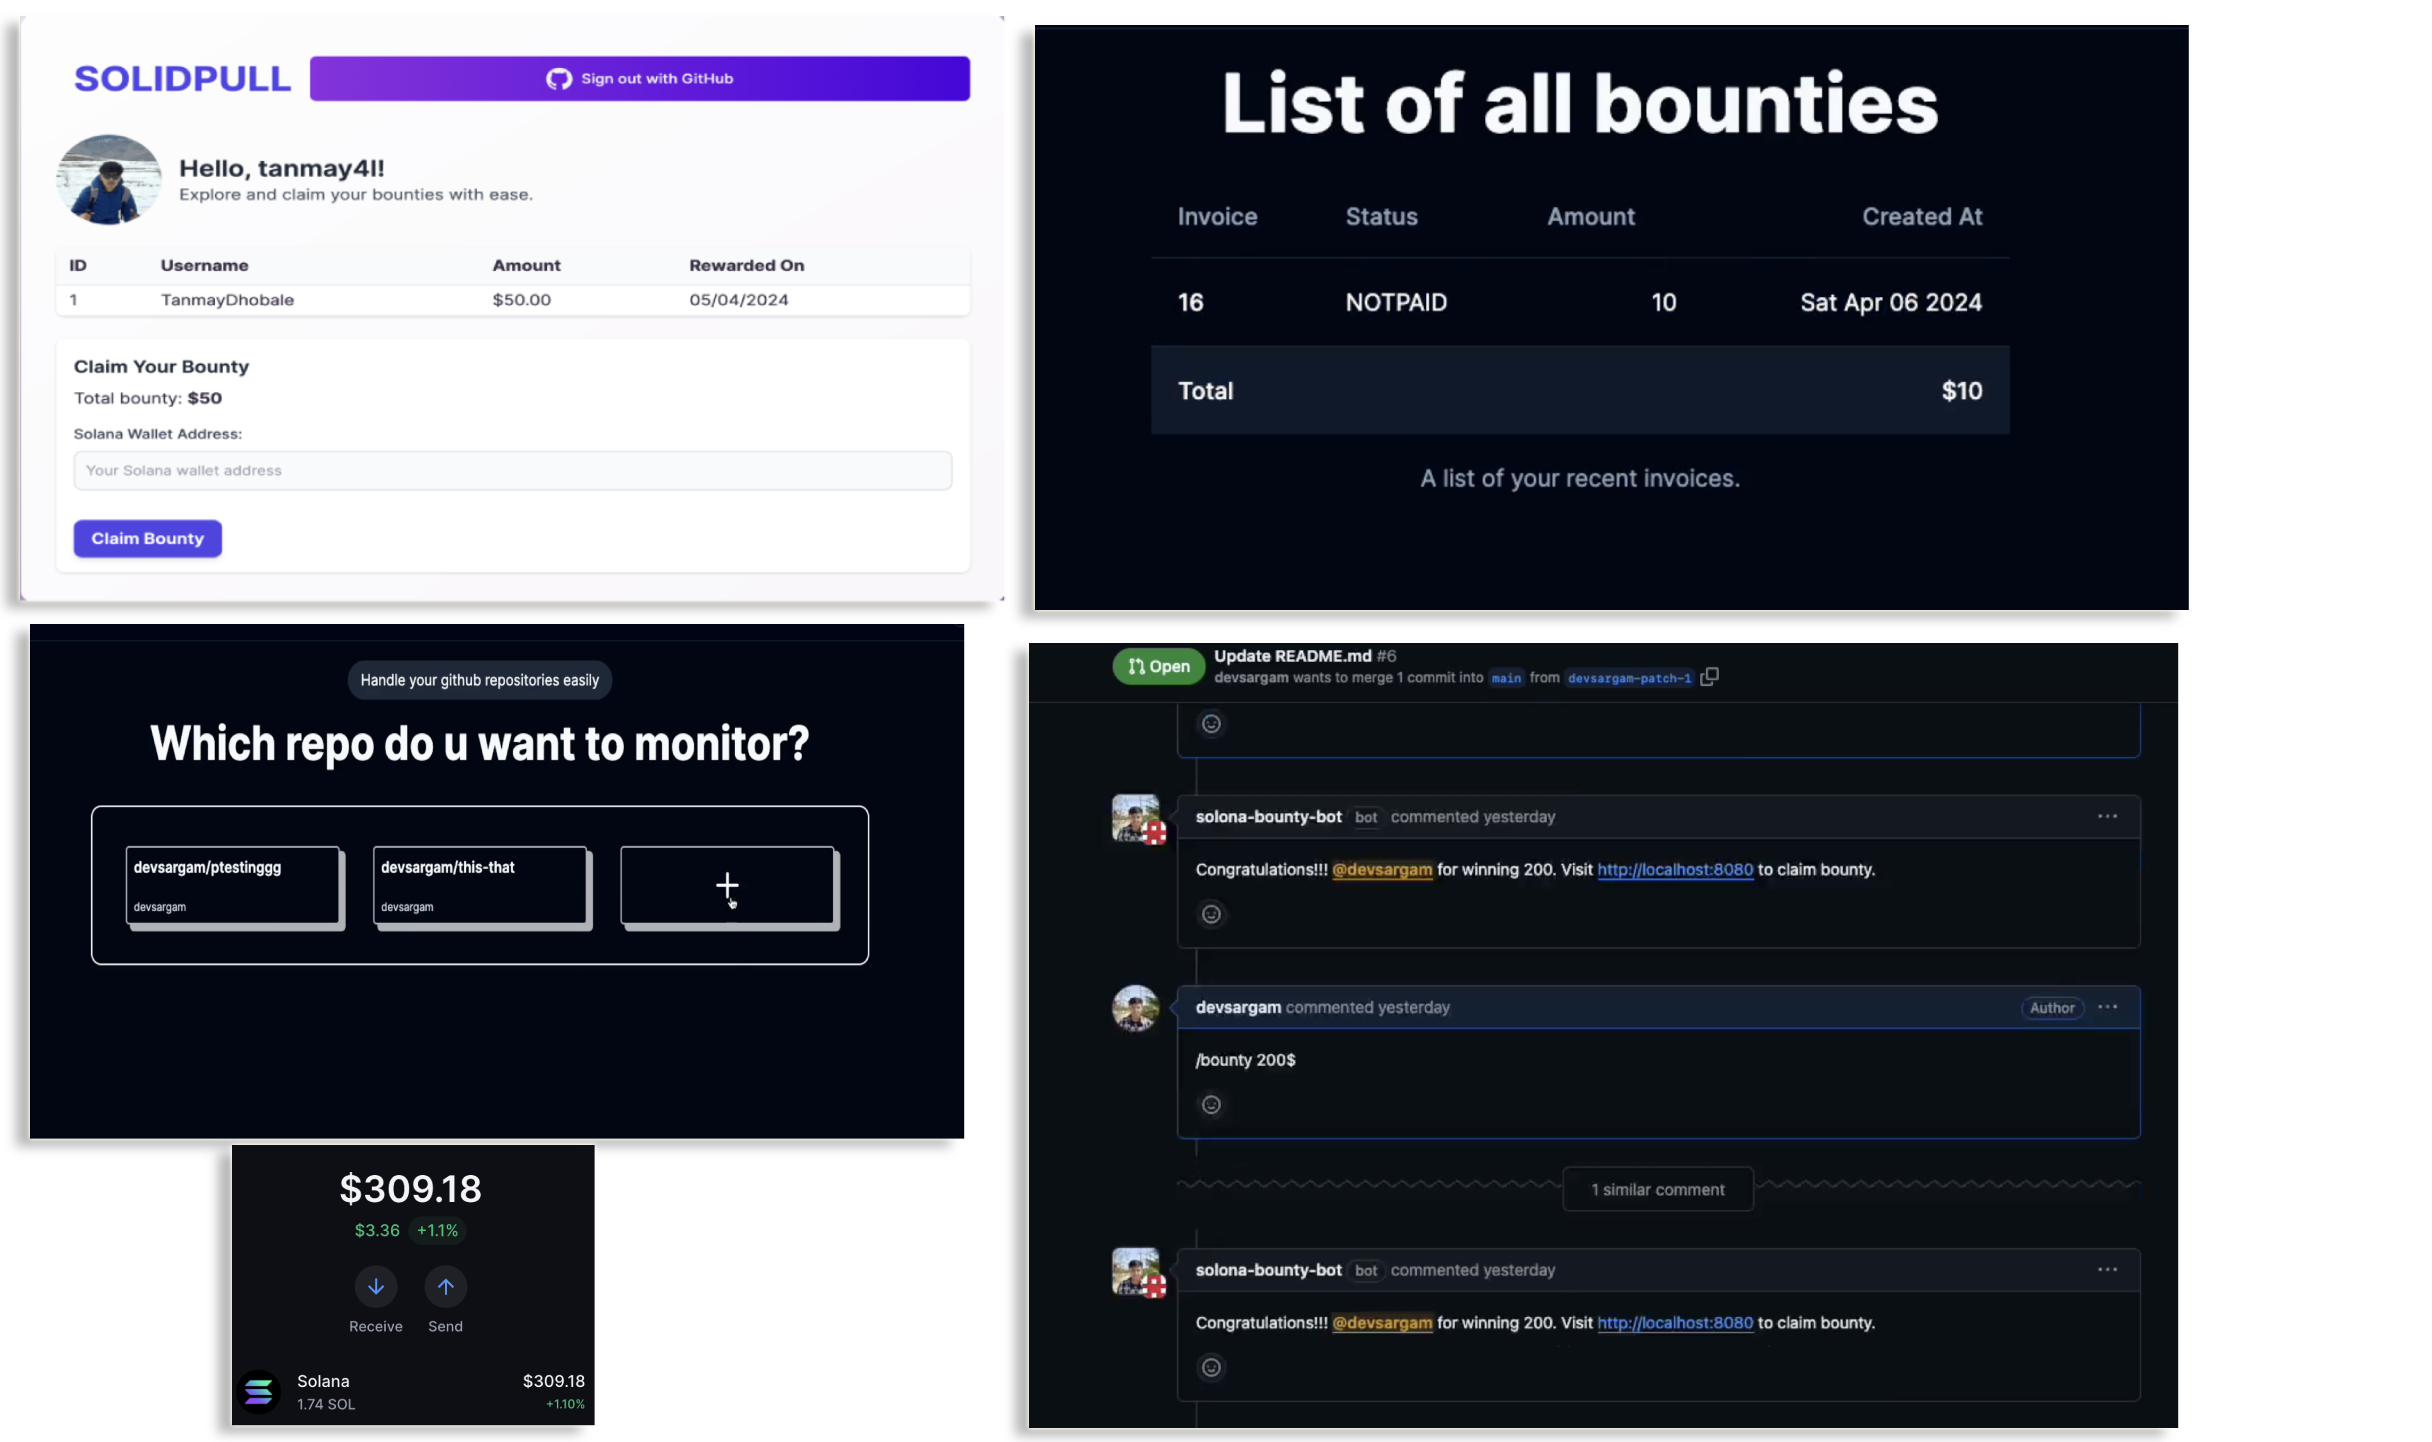 SOLIDPULL
Sign out with GitHub
Hello, tanmay4l!
Explore and claim your bounties with ease.
ID Username Amount Rewarded On
1 TanmayDhobale $50.00 05/04/2024
Claim Your Bounty
Total bounty: $50
Solana Wallet Address:
Your Solana wallet address
Claim Bounty
List of all bounties
Invoice Status Amount Created At
16 NOTPAID 10 Sat Apr 06 2024
Total $10
A list of your recent invoices.
Handle your github repositories easily
Which repo do u want to monitor?
devsargam/ptestinggg
devsargam
devsargam/this-that
devsargam
$309.18
$3.36 +1.1%
Receive Send
Solana $309.18
1.74 SOL +1.10%
Open
Update README.md #6
devsargam wants to merge 1 commit into main from devsargam-patch-1
solona-bounty-bot bot commented yesterday
Congratulations!!! @devsargam for winning 200. Visit http://localhost:8080 to claim bounty.
devsargam commented yesterday Author
/bounty 200$
1 similar comment
solona-bounty-bot bot commented yesterday
Congratulations!!! @devsargam for winning 200. Visit http://localhost:8080 to claim bounty.